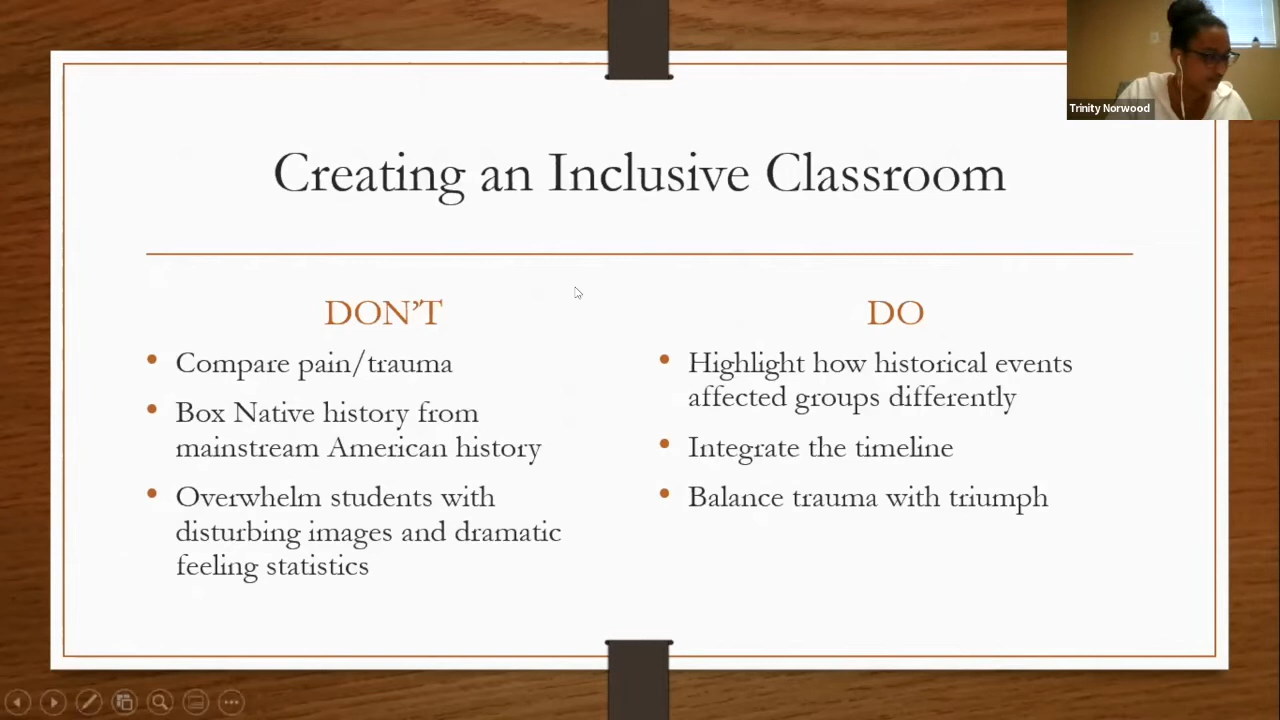 Trinity Norwood
Creating an Inclusive Classroom
DON'T
Compare pain/trauma
Box Native history from
mainstream American history
Overwhelm students with
disturbing images and dramatic
feeling statistics
DO
Highlight how historical events
affected groups differently
Integrate the timeline
Balance trauma with triumph